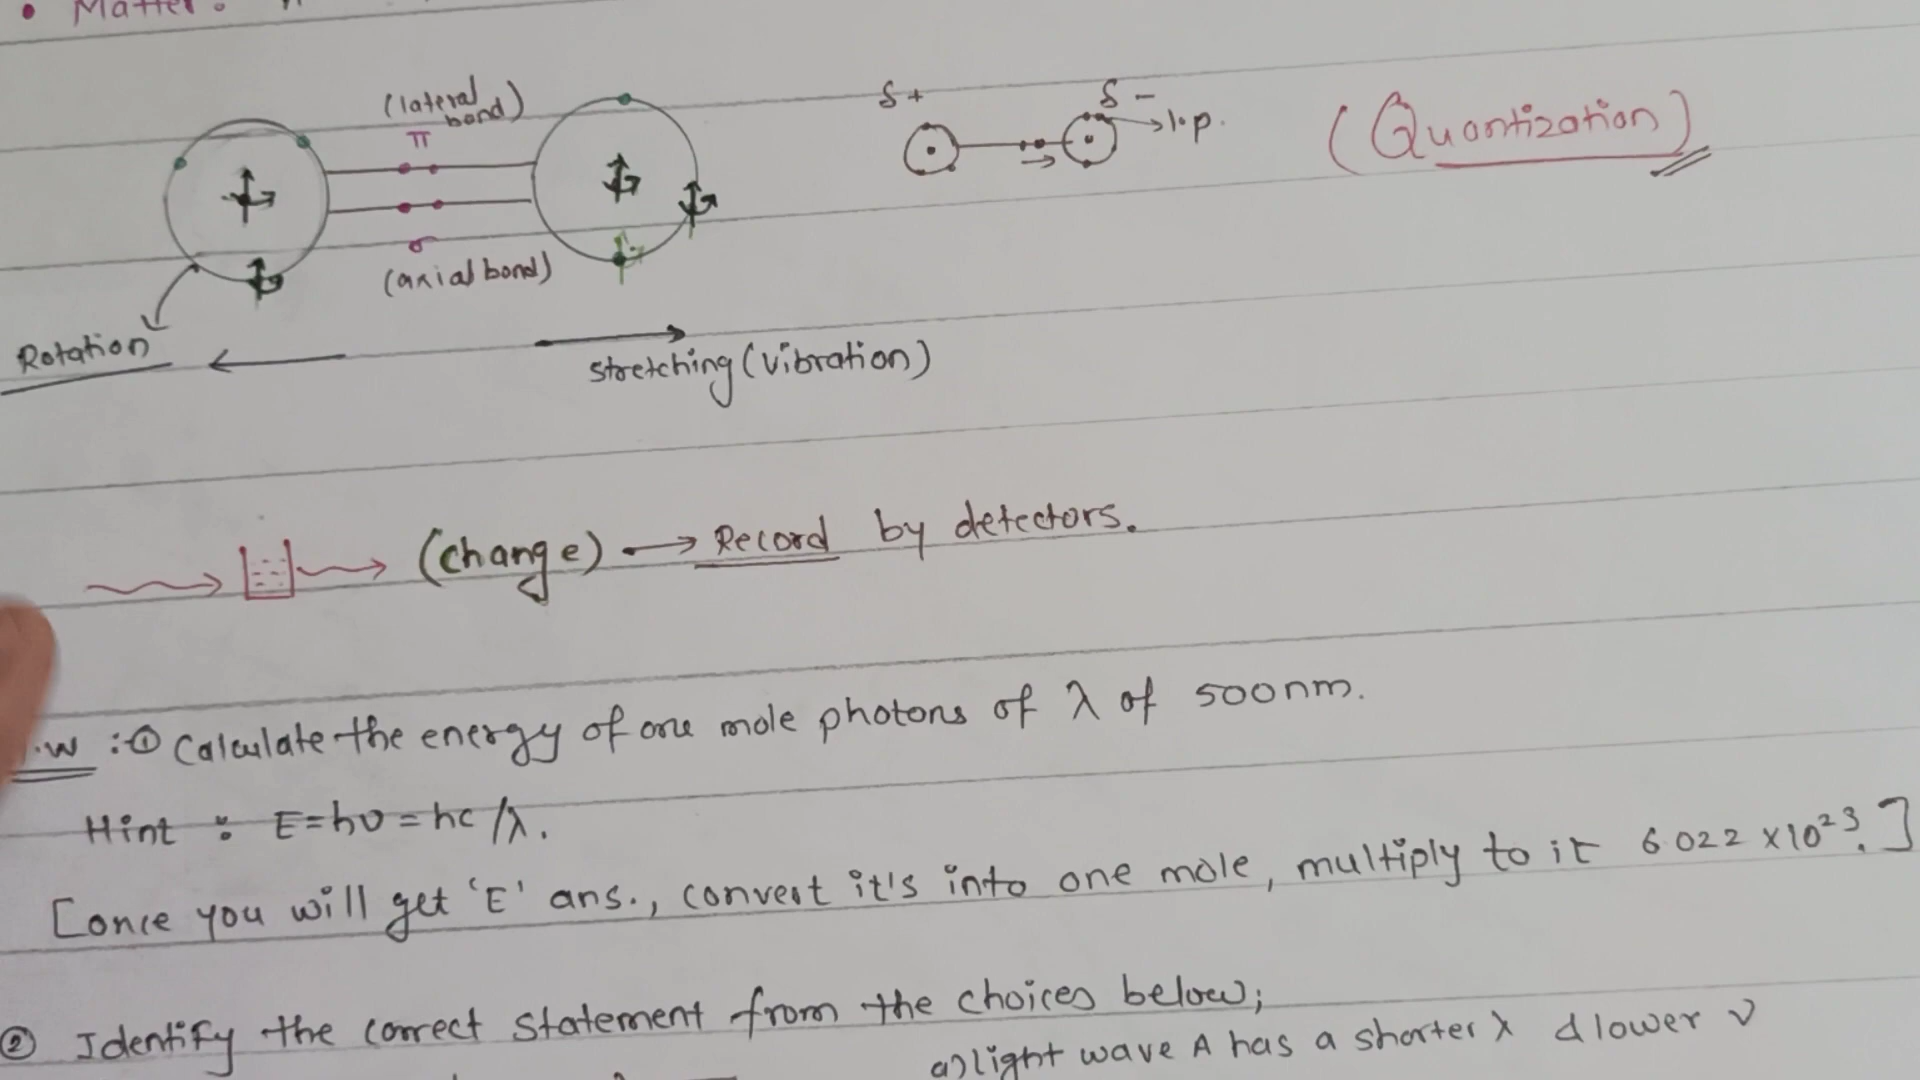 • Matter:
(lateral bond)
π
δ+
δ-
l.p.
(Quantization)
σ
(axial bond)
Rotation
stretching (vibration)
(change) → Record by detectors.
.W :① Calculate the energy of one mole photons of λ of 500nm.
Hint : E=hυ = hc/λ.
[once you will get 'E' ans., convert it's into one mole, multiply to it 6.022 × 10²³.]
② Identify the correct statement from the choices below;
a) light wave A has a shorter λ & lower ν